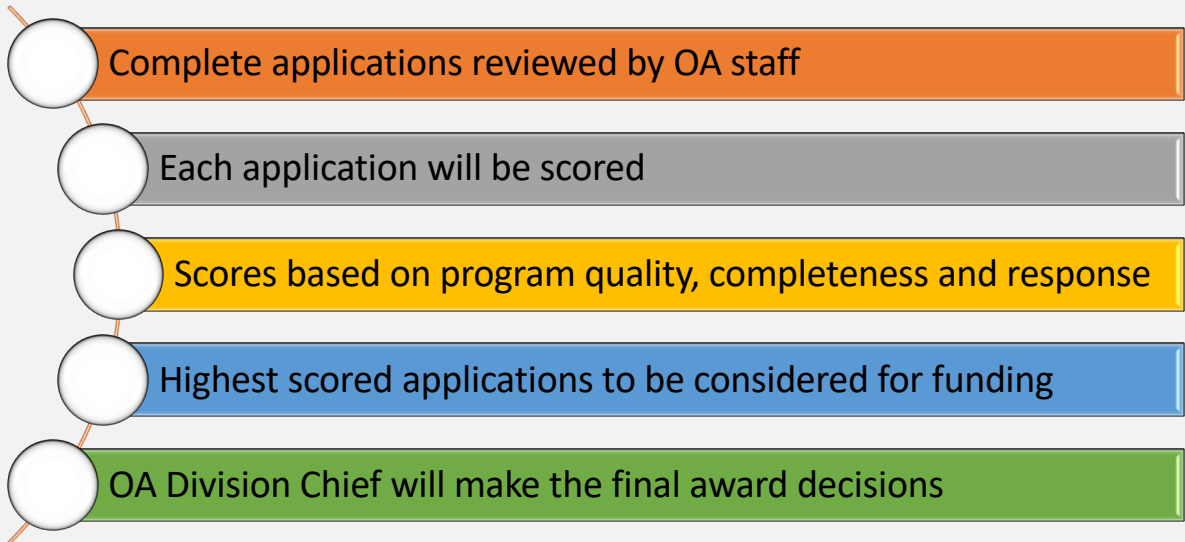 Complete applications reviewed by OA staff
Each application will be scored
Scores based on program quality, completeness and response
Highest scored applications to be considered for funding
OA Division Chief will make the final award decisions